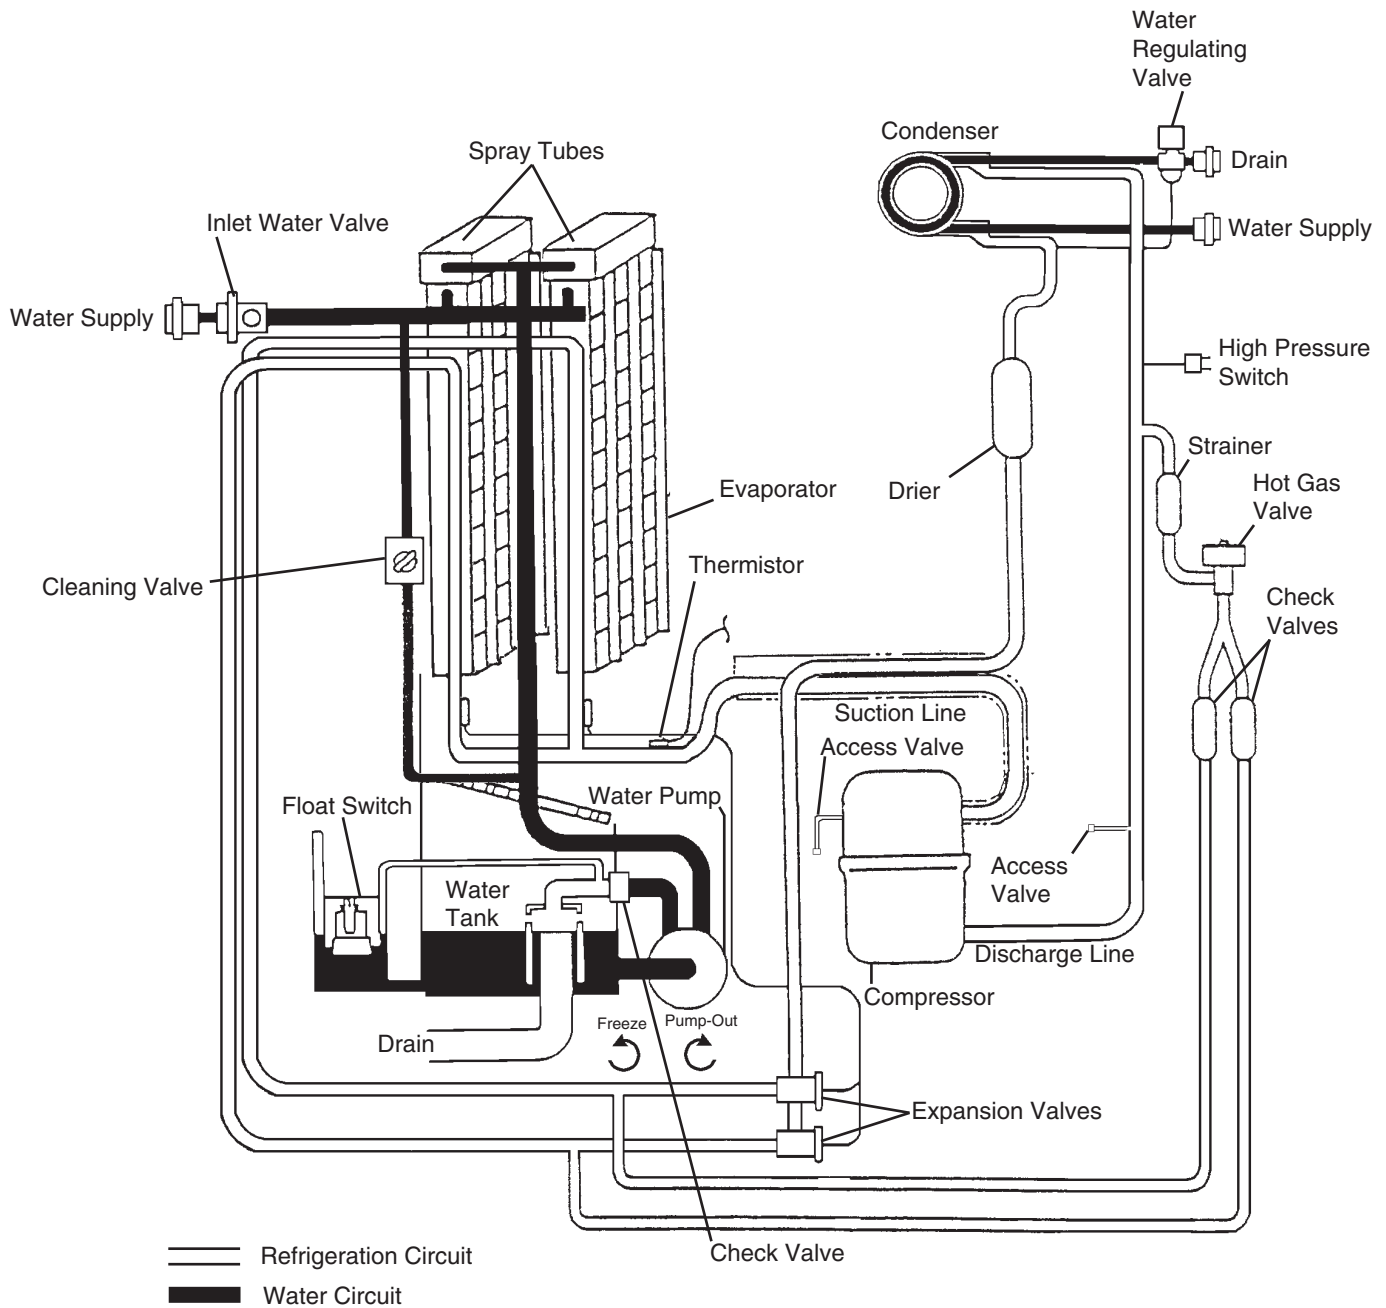 Water
Regulating
Valve
Condenser
Spray Tubes
Drain
Inlet Water Valve
Water Supply
Water Supply
High Pressure
Switch
Strainer
Hot Gas
Valve
Evaporator
Drier
Thermistor
Cleaning Valve
Check
Valves
Suction Line
Access Valve
Water Pump
Float Switch
Access
Valve
Water
Tank
Discharge Line
Compressor
Freeze
Pump-Out
Drain
Expansion Valves
Check Valve
Refrigeration Circuit
Water Circuit